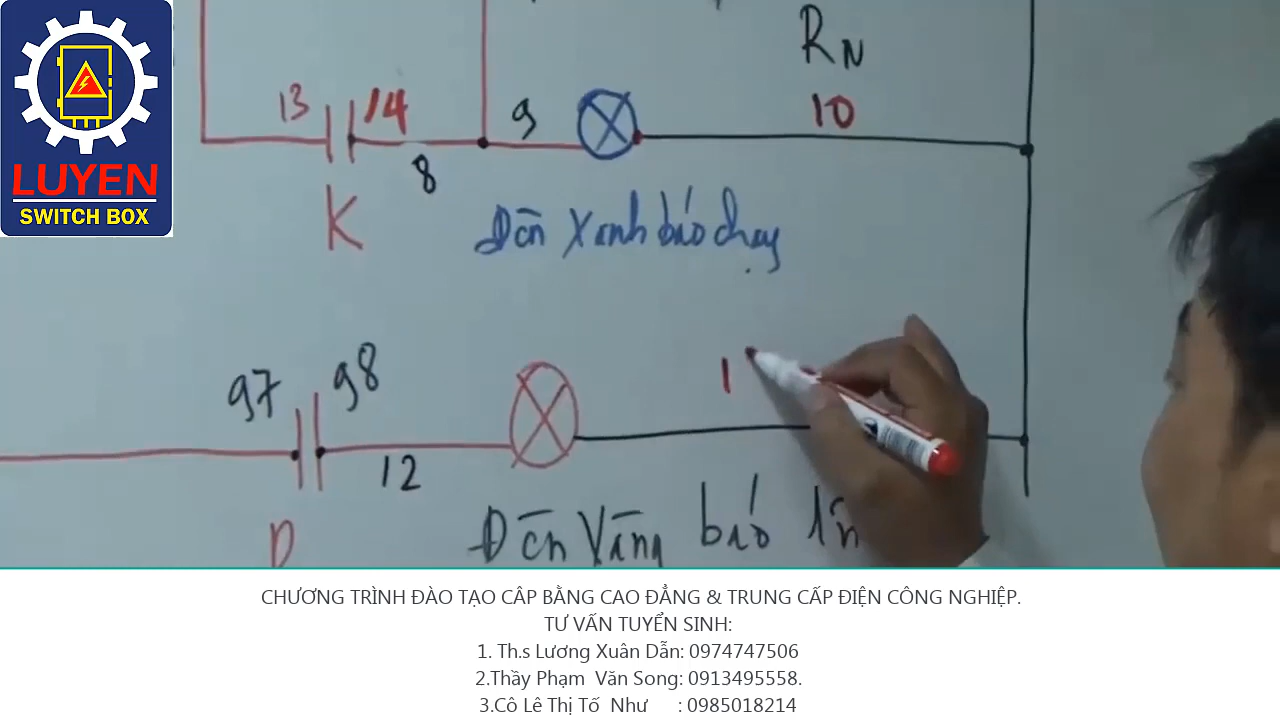 LUYEN
SWITCH BOX
RN
10
13
14
9
8
K
Đèn Xanh báo chạy
97
98
1
12
Đèn Vàng báo
CHƯƠNG TRÌNH ĐÀO TẠO CÂP BẰNG CAO ĐẲNG & TRUNG CẤP ĐIỆN CÔNG NGHIỆP.
TƯ VẤN TUYỂN SINH:
1. Th.s Lương Xuân Dẫn: 0974747506
2.Thầy Phạm Văn Song: 0913495558.
3.Cô Lê Thị Tố Như : 0985018214